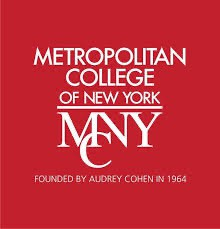 METROPOLITAN
COLLEGE
OF NEW YORK
MCNY
FOUNDED BY AUDREY COHEN IN 1964